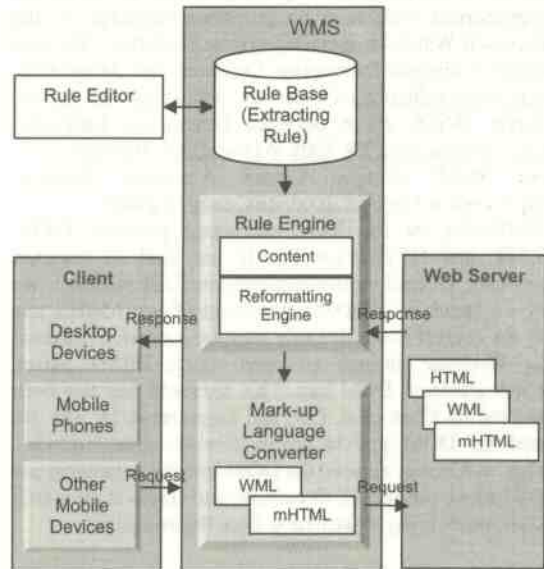 WMS
Rule Editor
Rule Base
(Extracting
Rule)
Rule Engine
Content
Reformatting
Engine
Client
Desktop
Devices
Mobile
Phones
Other
Mobile
Devices
Response
Request
Mark-up
Language
Converter
WML
mHTML
Web Server
Response
HTML
WML
mHTML
Request